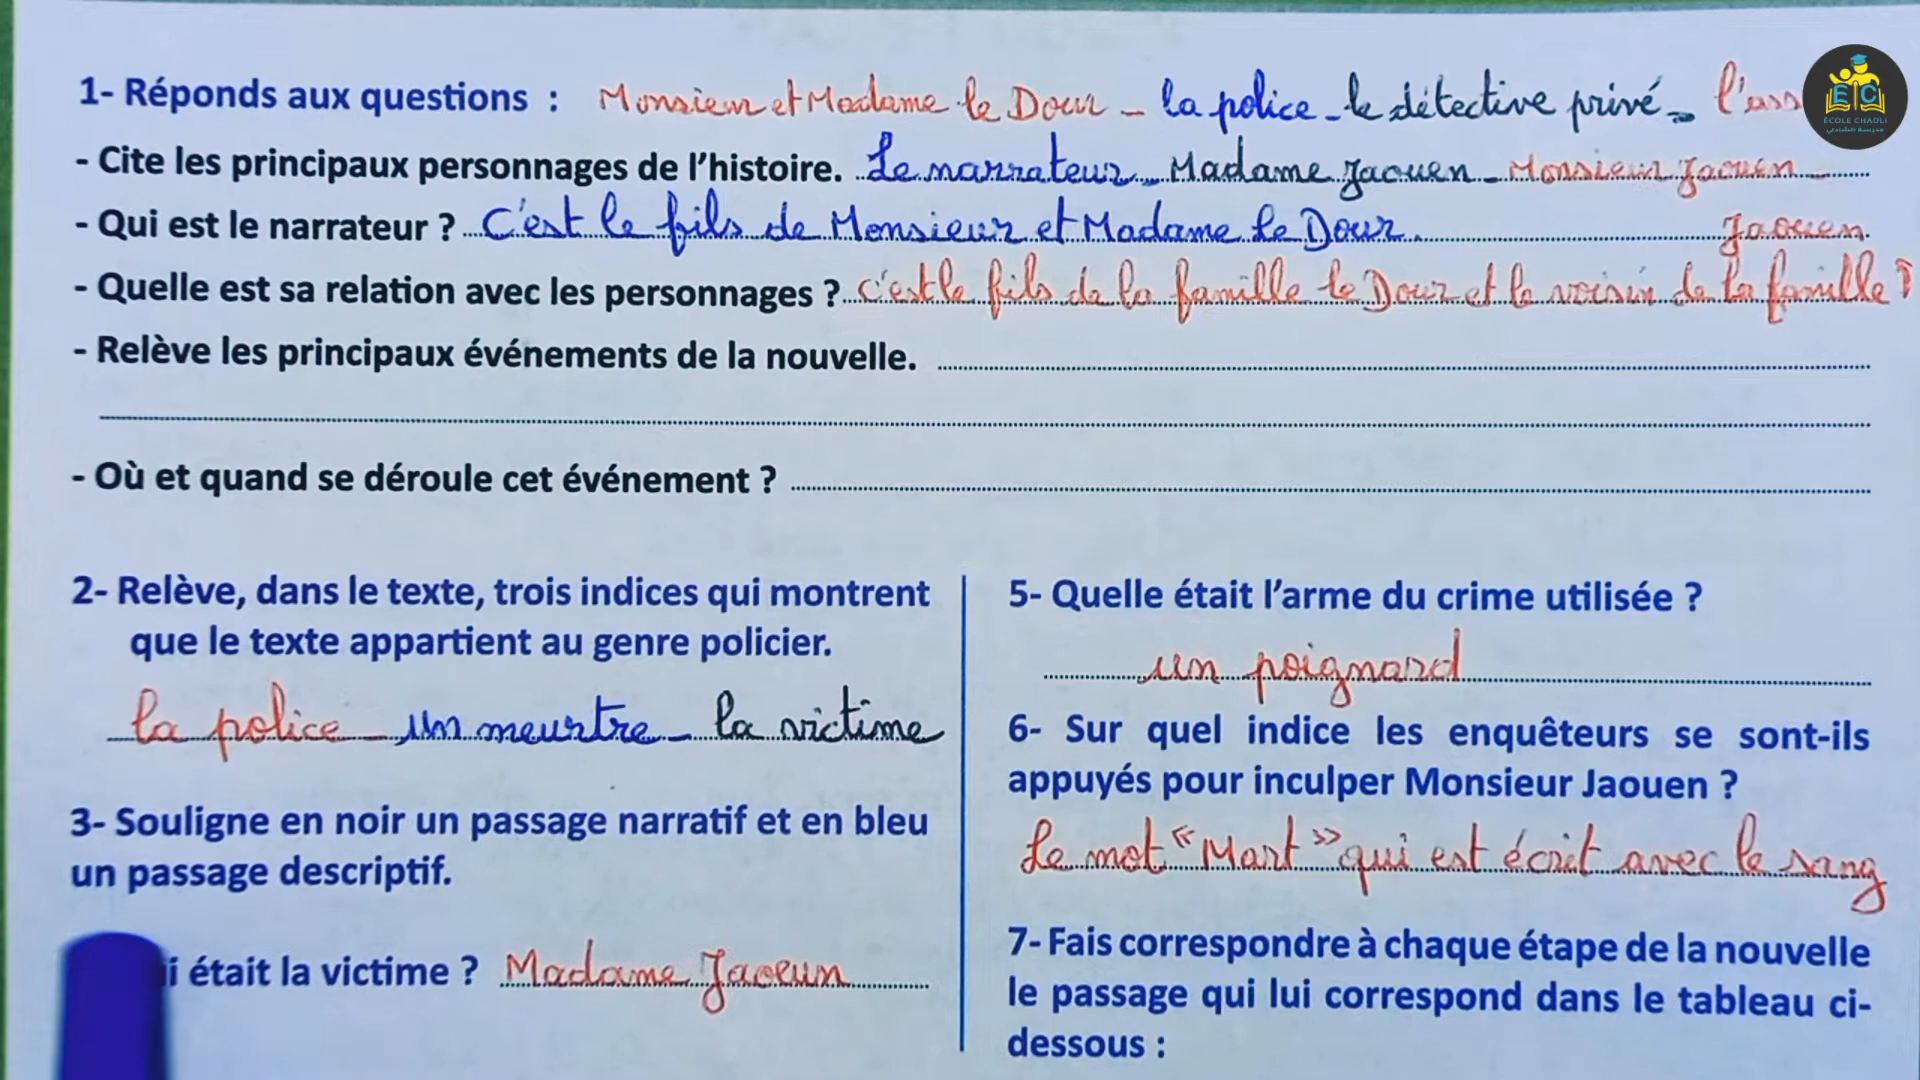 1- Réponds aux questions : Monsieur et Madame le Dour - la police - le détective privé - l'ass
- Cite les principaux personnages de l'histoire. Le narrateur - Madame Jaouen - Monsieur Jaouen -
- Qui est le narrateur ? C'est le fils de Monsieur et Madame le Dour. Jaouen.
- Quelle est sa relation avec les personnages ? C'est le fils de la famille le Dour et le voisin de la famille
- Relève les principaux événements de la nouvelle.
- Où et quand se déroule cet événement ?
2- Relève, dans le texte, trois indices qui montrent
que le texte appartient au genre policier.
la police - un meurtre - la victime
3- Souligne en noir un passage narratif et en bleu
un passage descriptif.
i était la victime ? Madame Jaoeun
5- Quelle était l'arme du crime utilisée ?
un poignard
6- Sur quel indice les enquêteurs se sont-ils
appuyés pour inculper Monsieur Jaouen ?
Le mot "Mart" qui est écrit avec le sang
7- Fais correspondre à chaque étape de la nouvelle
le passage qui lui correspond dans le tableau ci-
dessous :
EC
ÉCOLE CHADLI
مدرسة الشاذلي